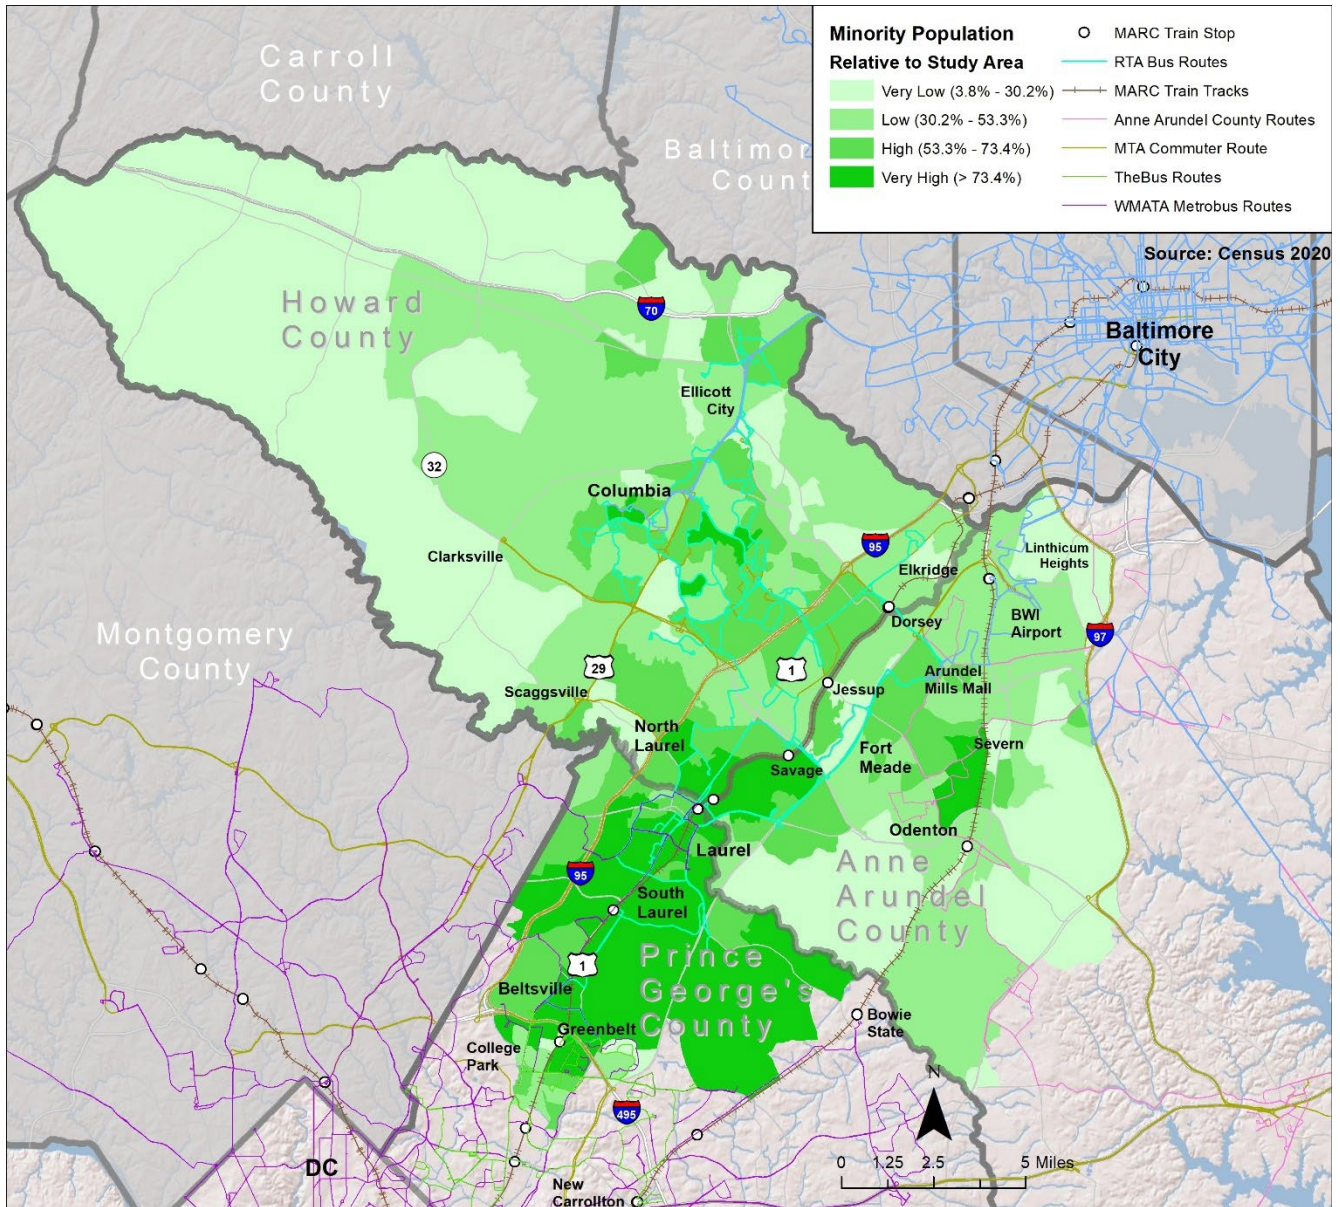 Minority Population
Relative to Study Area
Very Low (3.8% - 30.2%)
Low (30.2% - 53.3%)
High (53.3% - 73.4%)
Very High (> 73.4%)
MARC Train Stop
RTA Bus Routes
MARC Train Tracks
Anne Arundel County Routes
MTA Commuter Route
TheBus Routes
WMATA Metrobus Routes
Source: Census 2020
Carroll
County
Baltimor
Count
Howard
County
70
Baltimore
City
Ellicott
City
32
Columbia
Clarksville
95
Elkridge
Linthicum
Heights
BWI
Airport
97
Dorsey
Montgomery
County
29
1
Scaggsville
Jessup
Arundel
Mills Mall
North
Laurel
Fort
Meade
Severn
Savage
Odenton
Laurel
Anne
Arundel
County
95
South
Laurel
1
Prince
George's
County
Beltsville
Greenbelt
College
Park
Bowie
State
495
N
DC
New
Carrollton
0 1.25 2.5 5 Miles